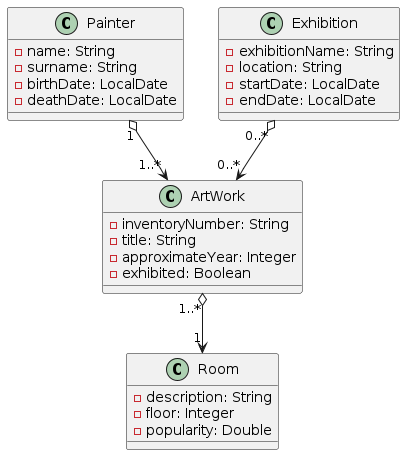 C Painter
name: String
surname: String
birthDate: LocalDate
deathDate: LocalDate
C Exhibition
exhibitionName: String
location: String
startDate: LocalDate
endDate: LocalDate
1
1..*
0..*
0..*
C ArtWork
inventoryNumber: String
title: String
approximateYear: Integer
exhibited: Boolean
1..*
1
C Room
description: String
floor: Integer
popularity: Double